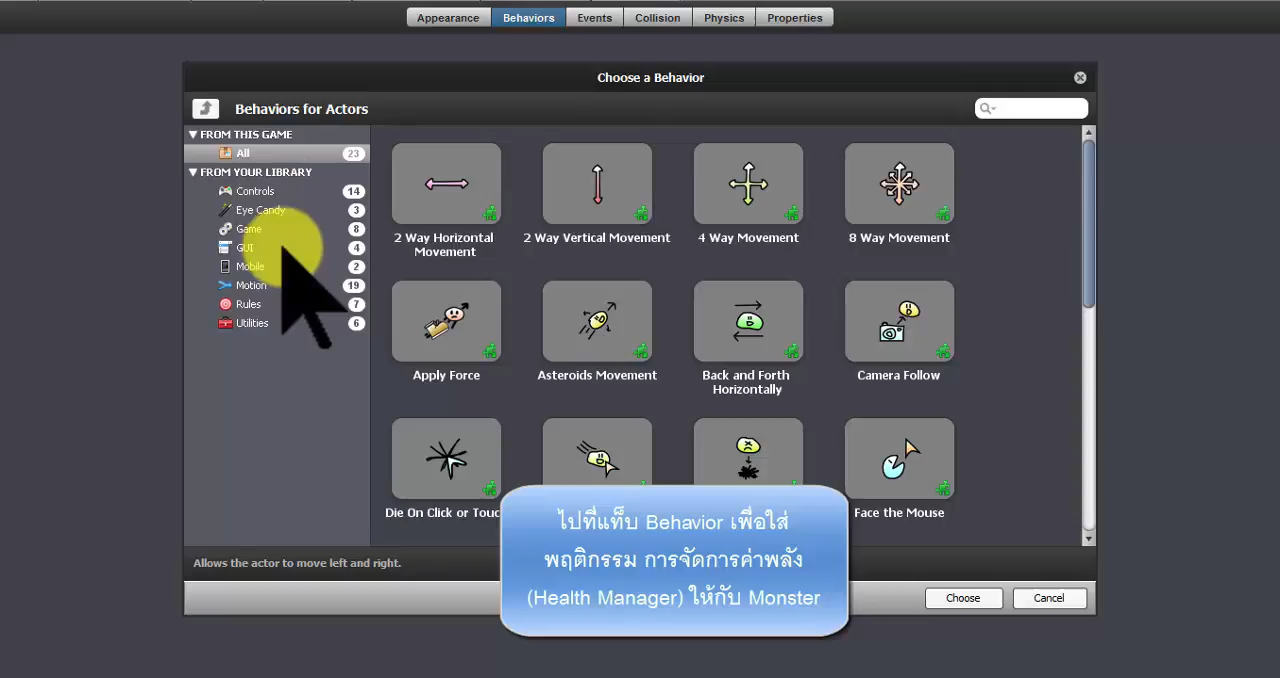 Appearance
Behaviors
Events
Collision
Physics
Properties
Choose a Behavior
Behaviors for Actors
FROM THIS GAME
All
23
FROM YOUR LIBRARY
Controls
14
Eye Candy
3
Game
8
GUI
4
Mobile
2
Motion
19
Rules
7
Utilities
6
2 Way Horizontal
Movement
2 Way Vertical Movement
4 Way Movement
8 Way Movement
Apply Force
Asteroids Movement
Back and Forth
Horizontally
Camera Follow
Die On Click or Touc
Face the Mouse
ไปที่แท็บ Behavior เพื่อใส่
พฤติกรรม การจัดการค่าพลัง
(Health Manager) ให้กับ Monster
Allows the actor to move left and right.
Choose
Cancel